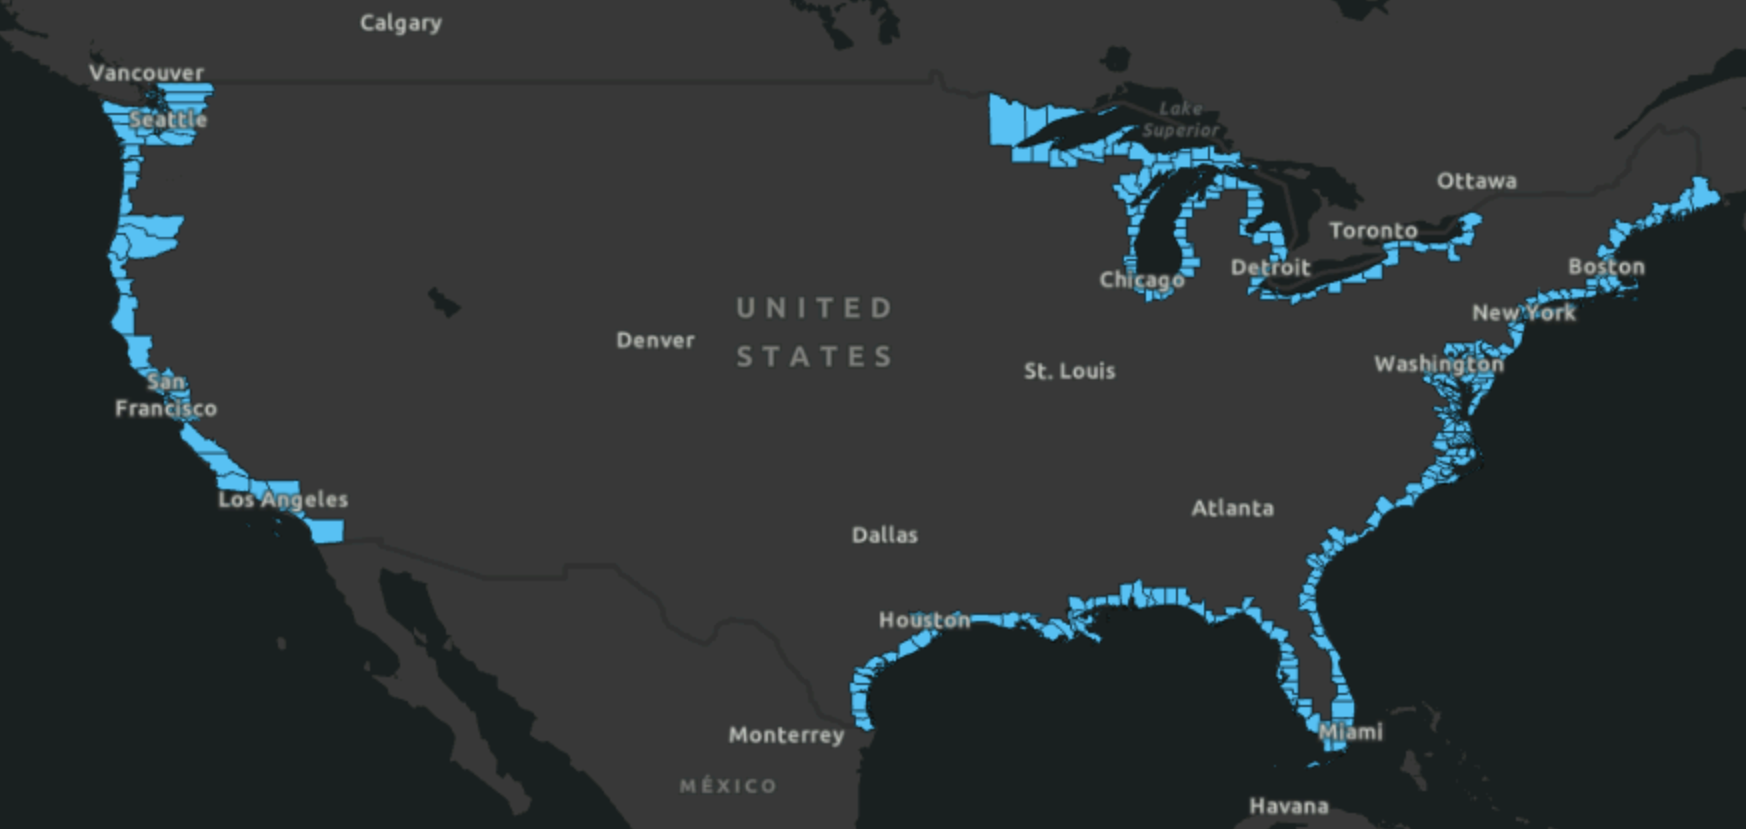 Calgary
Vancouver
Seattle
Lake
Superior
Ottawa
Toronto
Boston
Detroit
Chicago
New York
UNITED
STATES
Denver
Washington
St. Louis
San
Francisco
Los Angeles
Atlanta
Dallas
Houston
Miami
Monterrey
MÉXICO
Havana